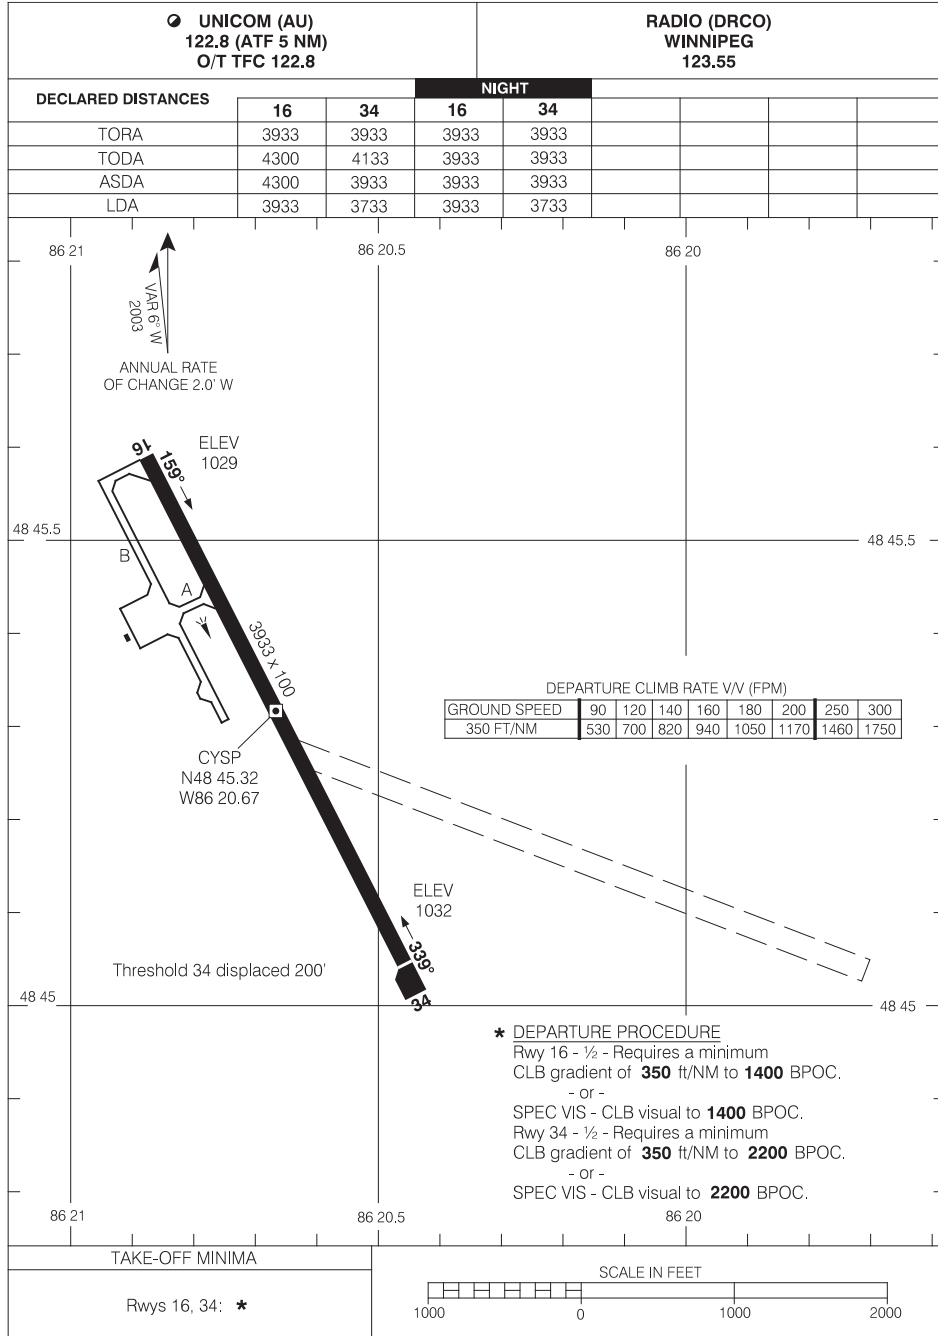 UNICOM (AU)
122.8 (ATF 5 NM)
O/T TFC 122.8
RADIO (DRCO)
WINNIPEG
123.55
DECLARED DISTANCES
NIGHT
16 34 16 34
TORA 3933 3933 3933 3933
TODA 4300 4133 3933 3933
ASDA 4300 3933 3933 3933
LDA 3933 3733 3933 3733
86 21 86 20.5 86 20
VAR 6° W
2003
ANNUAL RATE
OF CHANGE 2.0' W
16
159°
ELEV
1029
48 45.5 48 45.5
B
A
3933 x 100
DEPARTURE CLIMB RATE V/V (FPM)
GROUND SPEED 90 120 140 160 180 200 250 300
350 FT/NM 530 700 820 940 1050 1170 1460 1750
CYSP
N48 45.32
W86 20.67
ELEV
1032
339°
34
Threshold 34 displaced 200'
48 45 48 45
* DEPARTURE PROCEDURE
Rwy 16 - ½ - Requires a minimum
CLB gradient of 350 ft/NM to 1400 BPOC.
- or -
SPEC VIS - CLB visual to 1400 BPOC.
Rwy 34 - ½ - Requires a minimum
CLB gradient of 350 ft/NM to 2200 BPOC.
- or -
SPEC VIS - CLB visual to 2200 BPOC.
86 21 86 20.5 86 20
TAKE-OFF MINIMA
Rwys 16, 34: *
SCALE IN FEET
1000 0 1000 2000